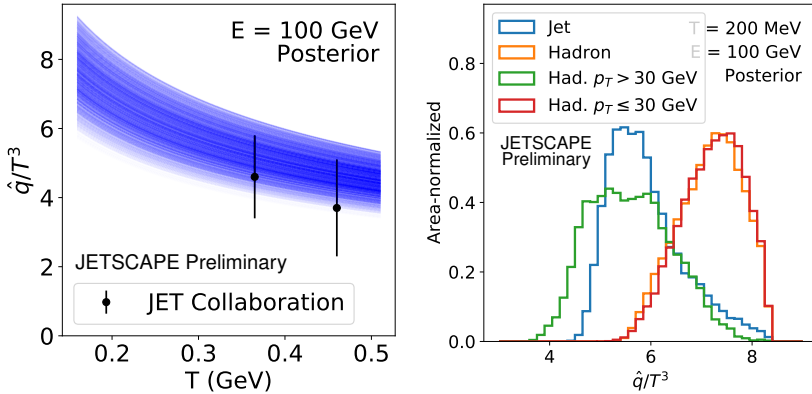 E = 100 GeV
Posterior
8
6
4
2
0
q̂/T³
JETSCAPE Preliminary
JET Collaboration
0.2
0.3
0.4
0.5
T (GeV)
Jet
Hadron
Had. p_T > 30 GeV
Had. p_T ≤ 30 GeV
T = 200 MeV
E = 100 GeV
Posterior
JETSCAPE
Preliminary
0.8
0.6
0.4
0.2
0.0
Area-normalized
4
6
8
q̂/T³